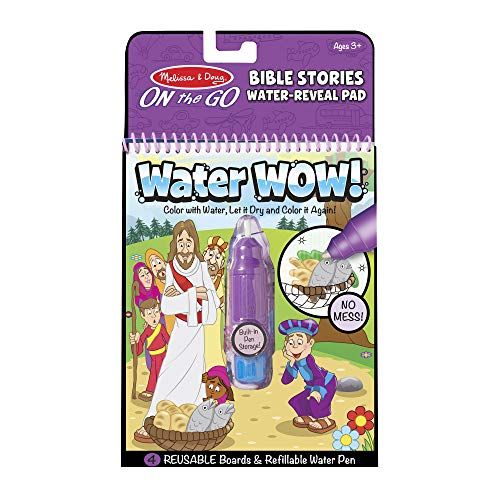 Ages 3+
Melissa & Doug
ON the GO
BIBLE STORIES
WATER-REVEAL PAD
Water WOW!
Color with Water, Let it Dry and Color it Again!
NO
MESS!
Built-in
Pen
Storage!
4 REUSABLE Boards & Refillable Water Pen